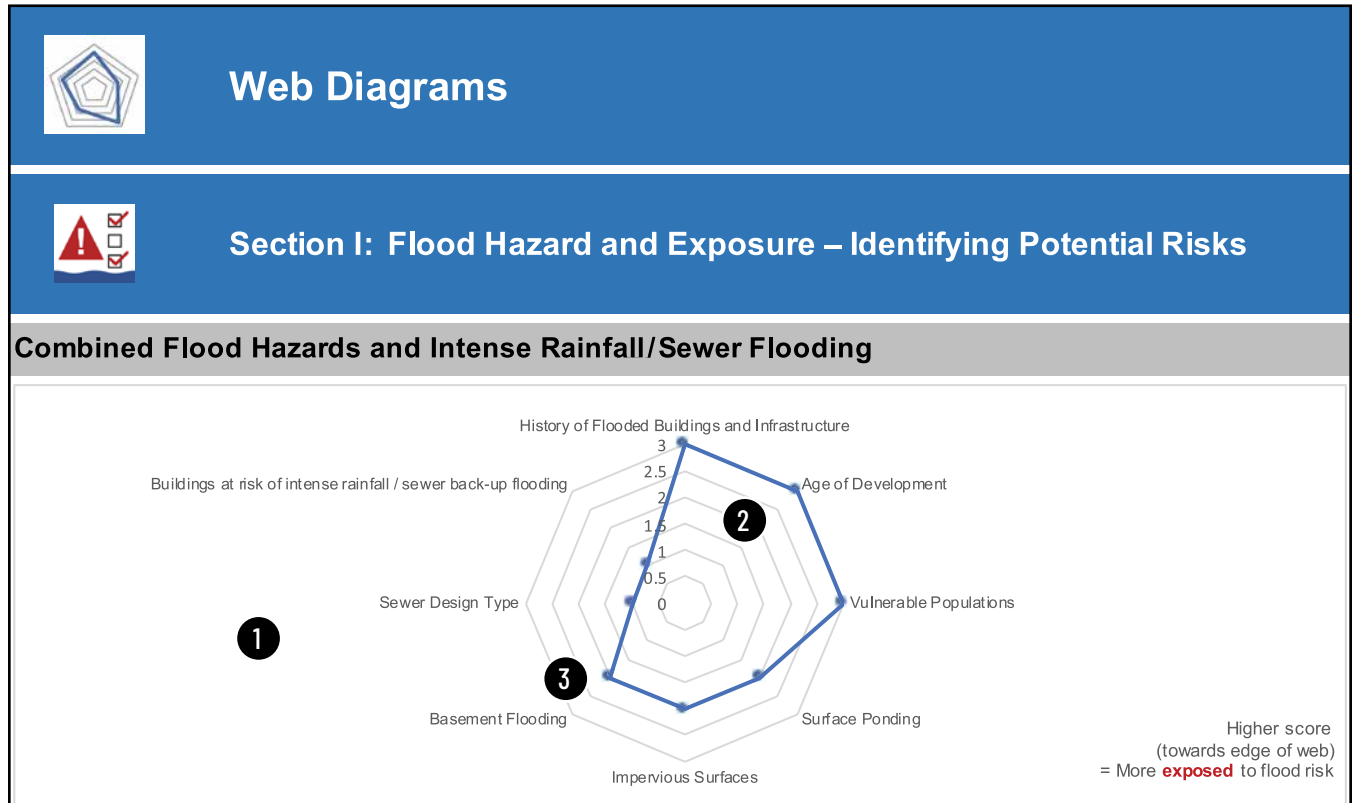 Web Diagrams
Section I: Flood Hazard and Exposure – Identifying Potential Risks
Combined Flood Hazards and Intense Rainfall/Sewer Flooding
History of Flooded Buildings and Infrastructure
3
2.5
2
1.5
1
0.5
0
Buildings at risk of intense rainfall / sewer back-up flooding
Age of Development
2
Sewer Design Type
Vulnerable Populations
1
3
Basement Flooding
Surface Ponding
Impervious Surfaces
Higher score
(towards edge of web)
= More exposed to flood risk